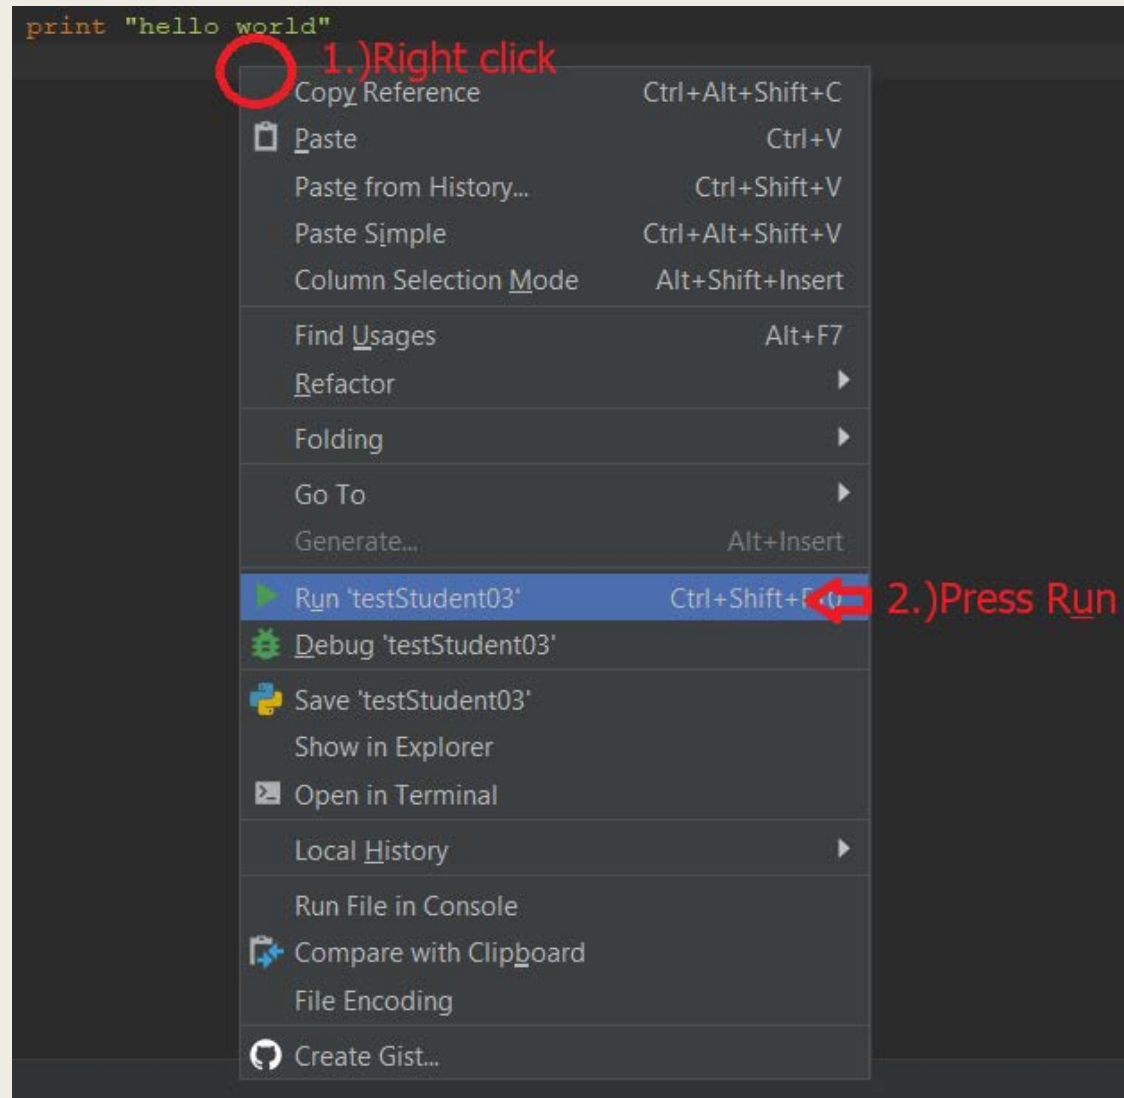 print "hello world"
1.)Right click
Copy Reference Ctrl+Alt+Shift+C
Paste Ctrl+V
Paste from History... Ctrl+Shift+V
Paste Simple Ctrl+Alt+Shift+V
Column Selection Mode Alt+Shift+Insert
Find Usages Alt+F7
Refactor
Folding
Go To
Generate... Alt+Insert
Run 'testStudent03' Ctrl+Shift+F10 2.)Press Run
Debug 'testStudent03'
Save 'testStudent03'
Show in Explorer
Open in Terminal
Local History
Run File in Console
Compare with Clipboard
File Encoding
Create Gist...